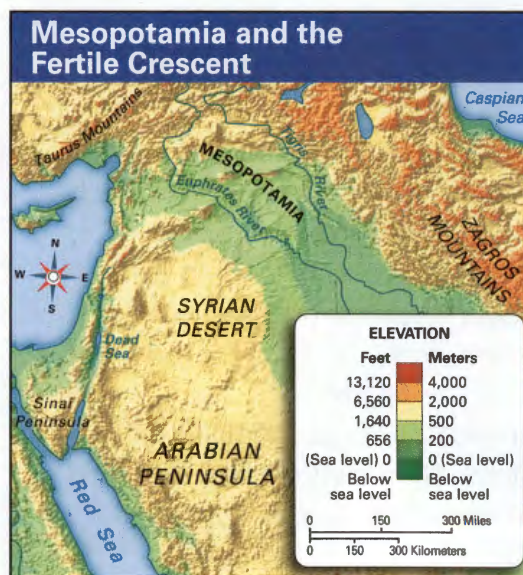 Mesopotamia and the
Fertile Crescent
Caspian
Sea
Taurus Mountains
Tigris
River
MESOPOTAMIA
Euphrates River
ZAGROS
MOUNTAINS
N
W E
S
SYRIAN
DESERT
Dead
Sea
Sinai
Peninsula
ARABIAN
PENINSULA
Red Sea
ELEVATION
Feet Meters
13,120 4,000
6,560 2,000
1,640 500
656 200
(Sea level) 0 0 (Sea level)
Below Below
sea level sea level
0 150 300 Miles
0 150 300 Kilometers